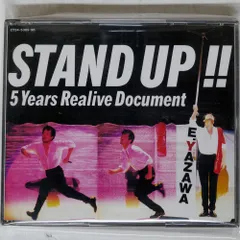 STAND UP !!
5 Years Realive Document
E.YAZAWA